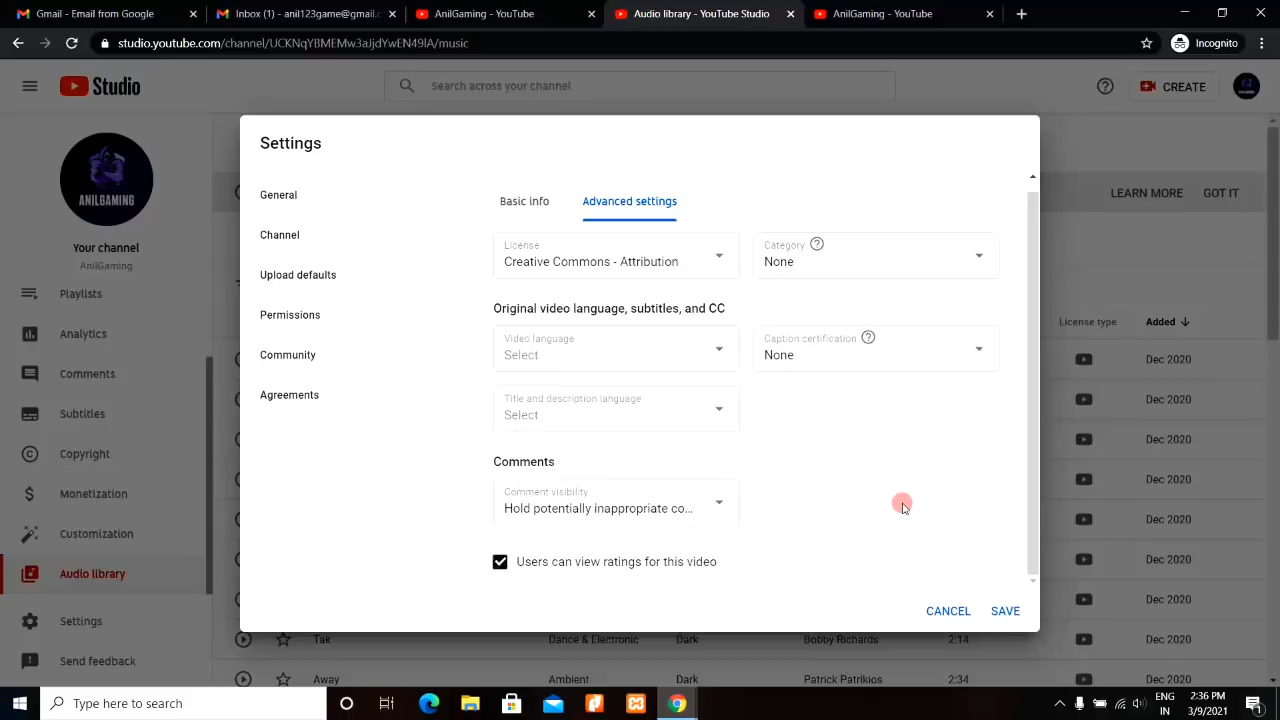 Gmail - Google Chrome
Inbox (1) - anil123game@gmail.c
AnilGaming - YouTube
Audio library - YouTube Studio
AnilGaming - YouTube
studio.youtube.com/channel/UCKNqYBMEMw3aJjdYwEN49lA/music
Incognito
Studio
Search across your channel
CREATE
Settings
ANILGAMING
Your channel
AnilGaming
Playlists
Analytics
Comments
Subtitles
Copyright
Monetization
Customization
Audio library
Settings
Send feedback
General
Channel
Upload defaults
Permissions
Community
Agreements
Basic info
Advanced settings
License
Creative Commons - Attribution
Category
None
Original video language, subtitles, and CC
Video language
Select
Caption certification
None
Title and description language
Select
Comments
Comment visibility
Hold potentially inappropriate co...
Users can view ratings for this video
CANCEL
SAVE
LEARN MORE
GOT IT
License type
Added
Dec 2020
Dec 2020
Dec 2020
Dec 2020
Dec 2020
Dec 2020
Dec 2020
Tak
Dance & Electronic
Dark
Bobby Richards
2:14
Dec 2020
Away
Ambient
Dark
Patrick Patrikios
2:34
Dec 2020
Type here to search
ENG
IN
2:36 PM
3/9/2021